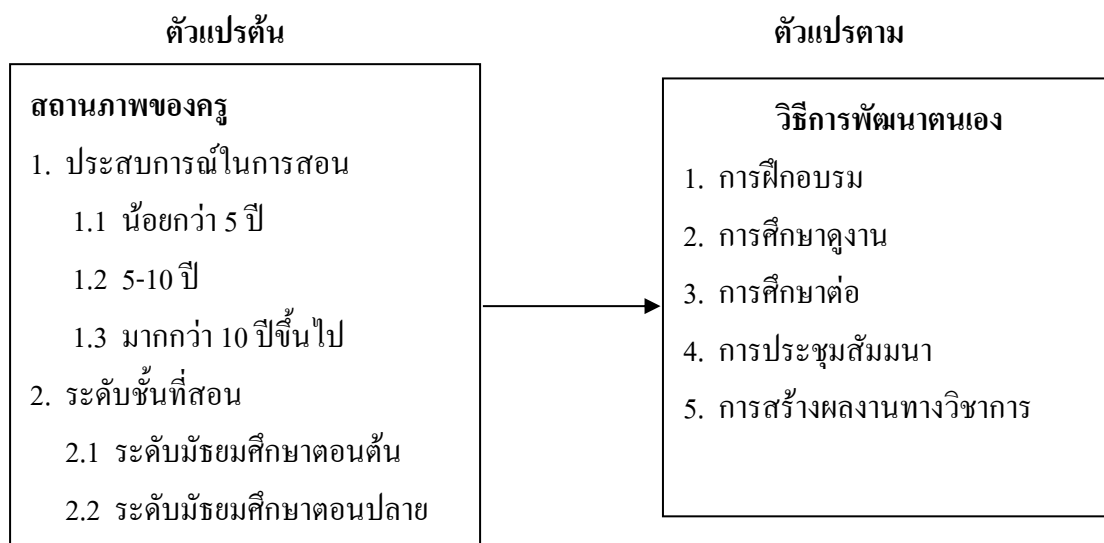 ตัวแปรต้น
ตัวแปรตาม
สถานภาพของครู
1. ประสบการณ์ในการสอน
1.1 น้อยกว่า 5 ปี
1.2 5-10 ปี
1.3 มากกว่า 10 ปีขึ้นไป
2. ระดับชั้นที่สอน
2.1 ระดับมัธยมศึกษาตอนต้น
2.2 ระดับมัธยมศึกษาตอนปลาย
วิธีการพัฒนาตนเอง
1. การฝึกอบรม
2. การศึกษาดูงาน
3. การศึกษาต่อ
4. การประชุมสัมมนา
5. การสร้างผลงานทางวิชาการ